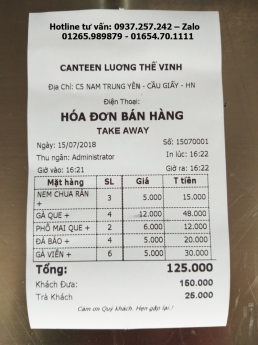 Hotline tư vấn: 0937.257.242 – Zalo
01265.989879 - 01654.70.1111
CANTEEN LƯƠNG THẾ VINH
Địa Chỉ: CS NAM TRUNG YÊN - CẦU GIẤY - HN
Điện Thoại:
HÓA ĐƠN BÁN HÀNG
TAKE AWAY
Ngày: 15/07/2018 Số: 15070001
Thu ngân: Administrator In lúc: 16:22
Giờ vào: 16:21 Giờ ra: 16:22
Mặt hàng SL Giá T tiền
NEM CHUA RÁN + 3 5.000 15.000
GÀ QUE + 4 12.000 48.000
PHÔ MAI QUE + 2 6.000 12.000
ĐÁ BÀO + 4 5.000 20.000
GÀ VIÊN + 6 5.000 30.000
Tổng: 125.000
Khách Đưa: 150.000
Trả Khách 25.000
Cảm ơn Quý khách. Hẹn gặp lại!